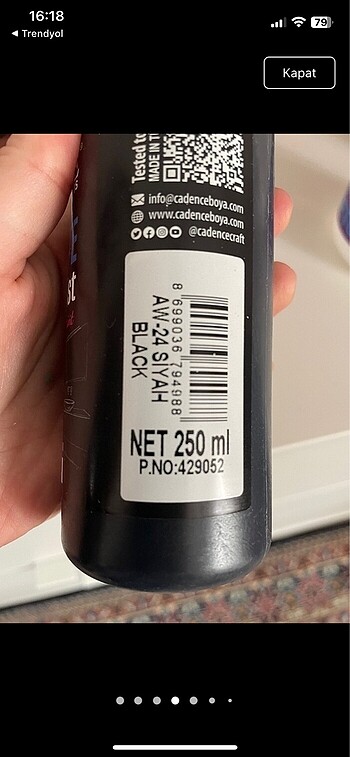 16:18
79
◀ Trendyol
Kapat
Tested to
MADE IN T
info@cadenceboya.com
www.cadenceboya.com
@cadencecraft
8 699036 794988
AW-24 SIYAH
BLACK
NET 250 ml
P.NO:429052